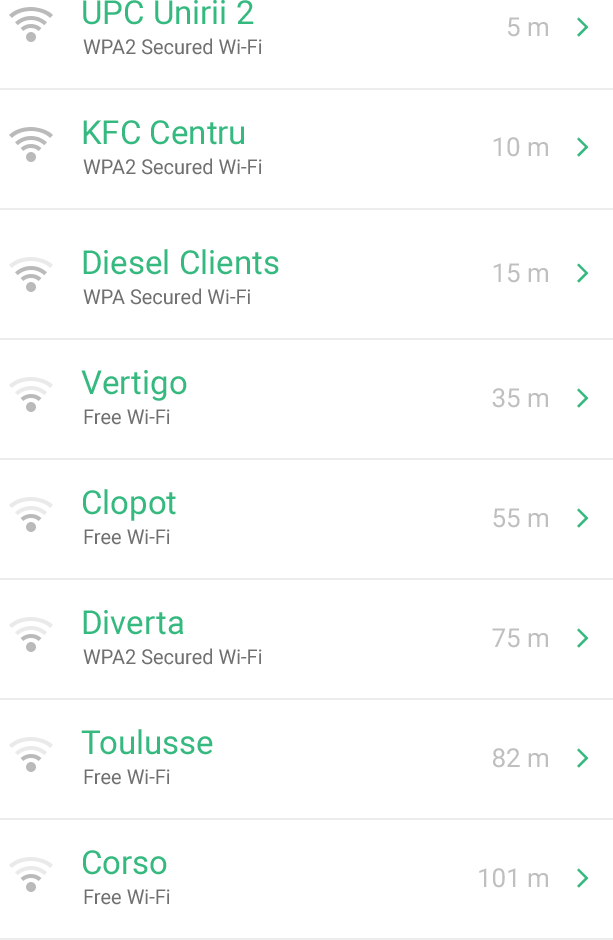 UPC Unirii 2
5 m
WPA2 Secured Wi-Fi
KFC Centru
10 m
WPA2 Secured Wi-Fi
Diesel Clients
15 m
WPA Secured Wi-Fi
Vertigo
35 m
Free Wi-Fi
Clopot
55 m
Free Wi-Fi
Diverta
75 m
WPA2 Secured Wi-Fi
Toulusse
82 m
Free Wi-Fi
Corso
101 m
Free Wi-Fi